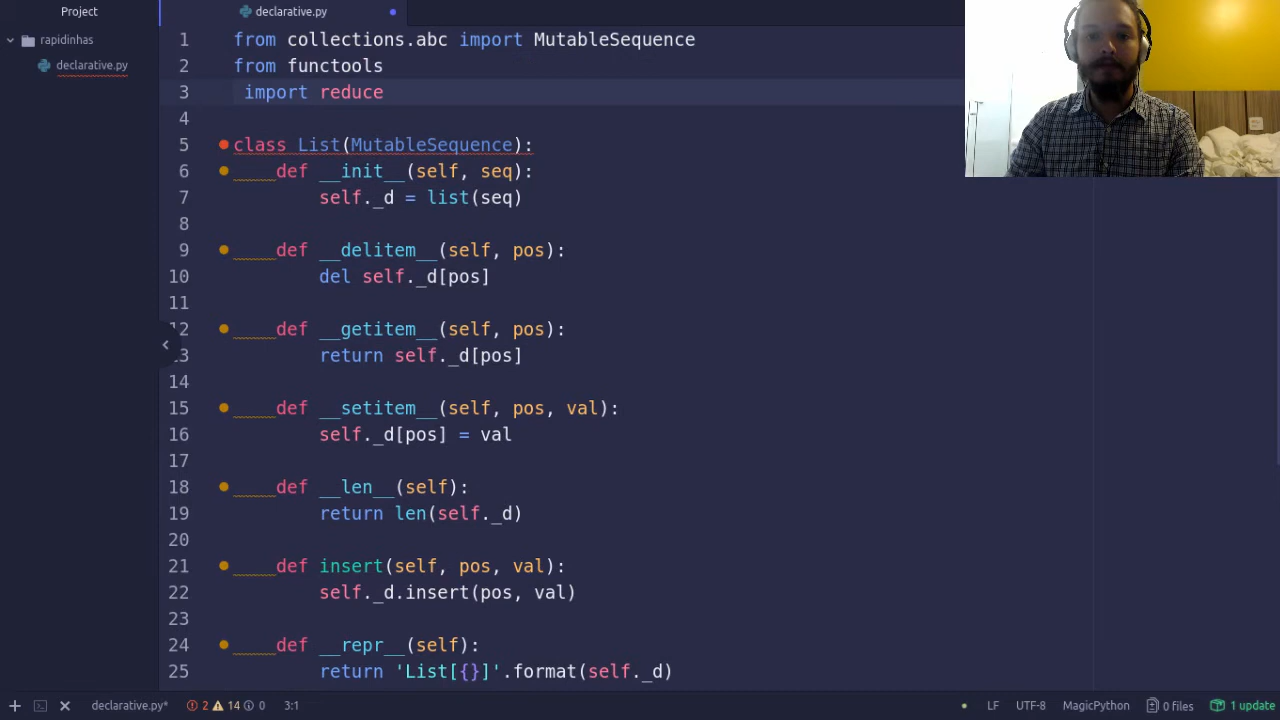 Project
declarative.py
rapidinhas
declarative.py
1 from collections.abc import MutableSequence
2 from functools
3  import reduce
4
5 class List(MutableSequence):
6     def __init__(self, seq):
7         self._d = list(seq)
8
9     def __delitem__(self, pos):
10         del self._d[pos]
11
12     def __getitem__(self, pos):
13         return self._d[pos]
14
15     def __setitem__(self, pos, val):
16         self._d[pos] = val
17
18     def __len__(self):
19         return len(self._d)
20
21     def insert(self, pos, val):
22         self._d.insert(pos, val)
23
24     def __repr__(self):
25         return 'List[{}]'.format(self._d)
declarative.py* 2 14 0 3:1 LF UTF-8 MagicPython 0 files 1 update